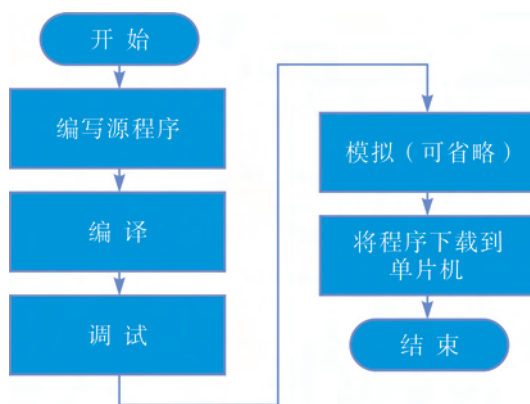 开 始
编写源程序
编 译
调 试
模拟（可省略）
将程序下载到
单片机
结 束